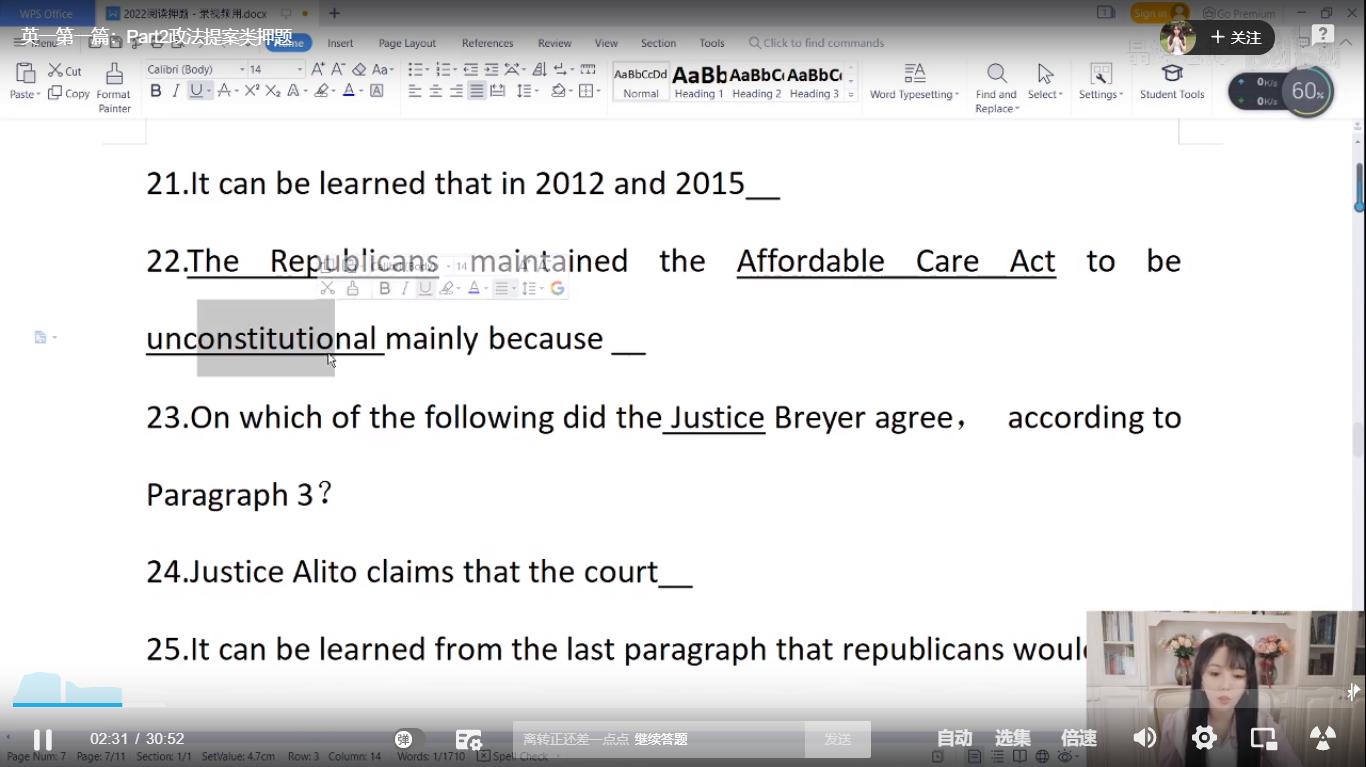 WPS Office
2022阅读押题 - 录视频用.docx
Sign in
Go Premium
英一第一篇：Part2政法提案类押题
Menu
Home
Insert
Page Layout
References
Review
View
Section
Tools
Click to find commands
+ 关注
Paste
Cut
Copy
Format Painter
Calibri (Body)
14
AaBbCcDd
Normal
Heading 1
Heading 2
Heading 3
Word Typesetting
Find and Replace
Select
Settings
Student Tools
0K/s
0K/s
60%
21.It can be learned that in 2012 and 2015__
22.The Republicans maintained the Affordable Care Act to be
unconstitutional mainly because __
23.On which of the following did the Justice Breyer agree， according to
Paragraph 3？
24.Justice Alito claims that the court__
25.It can be learned from the last paragraph that republicans would
02:31 / 30:52
弹
离转正还差一点点 继续答题
发送
自动
选集
倍速
Page Num: 7 Page: 7/11 Section: 1/1 SetValue: 4.7cm Row: 3 Column: 14 Words: 1/1710 Spell Check